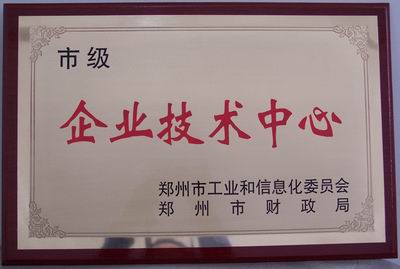 市级
企业技术中心
郑州市工业和信息化委员会
郑州市财政局